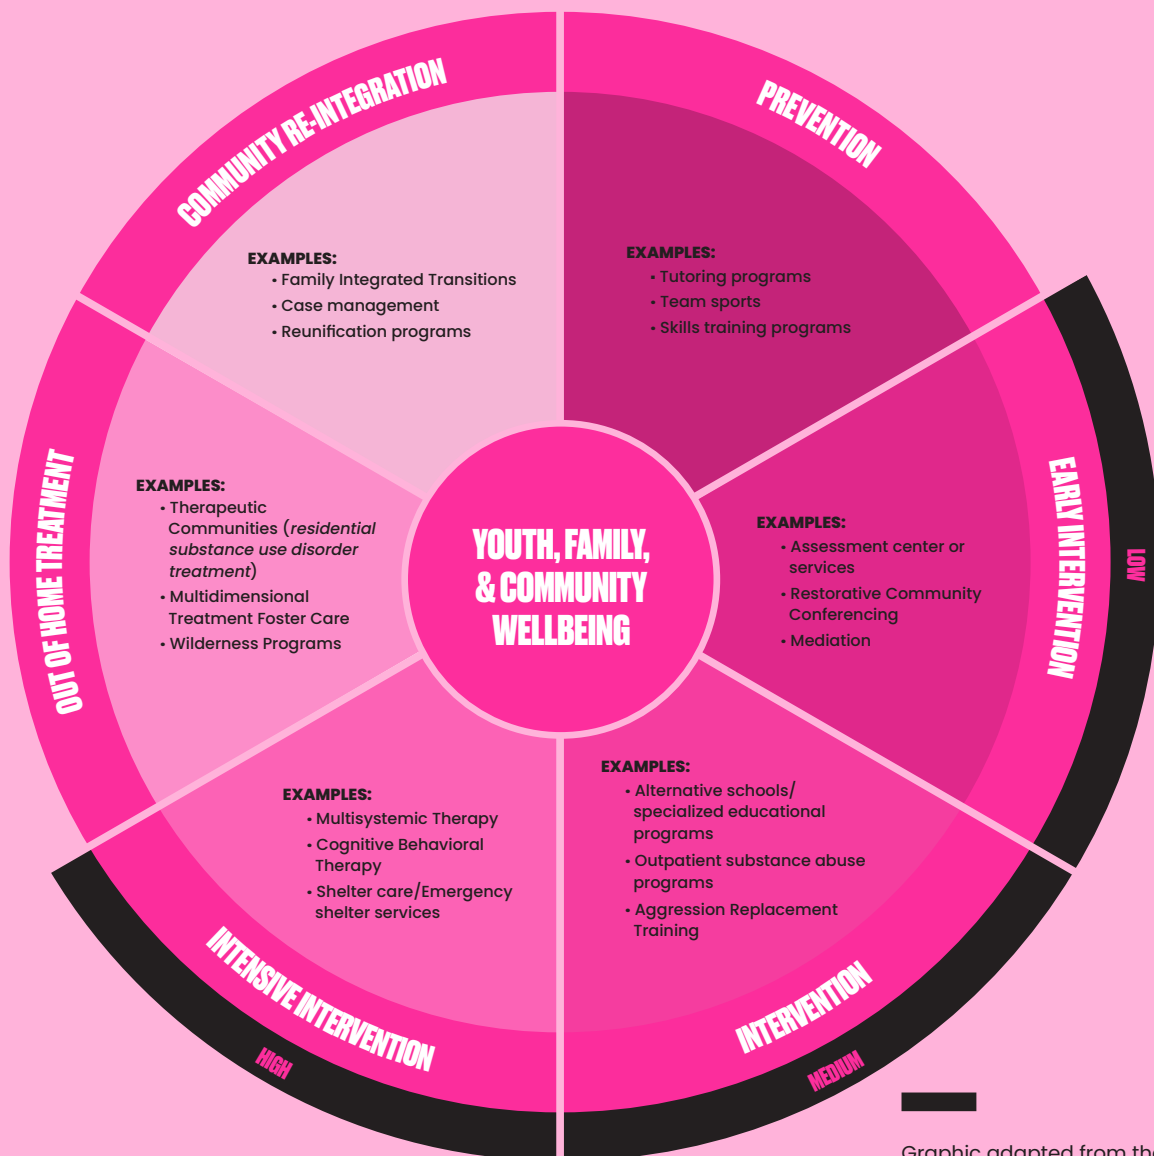 COMMUNITY RE-INTEGRATION
EXAMPLES:
• Family Integrated Transitions
• Case management
• Reunification programs
PREVENTION
EXAMPLES:
• Tutoring programs
• Team sports
• Skills training programs
EARLY INTERVENTION
LOW
EXAMPLES:
• Assessment center or
services
• Restorative Community
Conferencing
• Mediation
INTERVENTION
MEDIUM
EXAMPLES:
• Alternative schools/
specialized educational
programs
• Outpatient substance abuse
programs
• Aggression Replacement
Training
INTENSIVE INTERVENTION
HIGH
EXAMPLES:
• Multisystemic Therapy
• Cognitive Behavioral
Therapy
• Shelter care/Emergency
shelter services
OUT OF HOME TREATMENT
EXAMPLES:
• Therapeutic
Communities (residential
substance use disorder
treatment)
• Multidimensional
Treatment Foster Care
• Wilderness Programs
YOUTH, FAMILY,
& COMMUNITY
WELLBEING
Graphic adapted from the